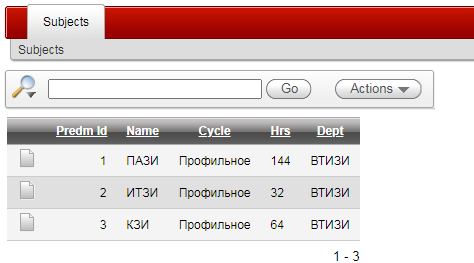 Subjects
Subjects
Go Actions
Predm Id Name Cycle Hrs Dept
1 ПАЗИ Профильное 144 ВТИЗИ
2 ИТЗИ Профильное 32 ВТИЗИ
3 КЗИ Профильное 64 ВТИЗИ
1 - 3